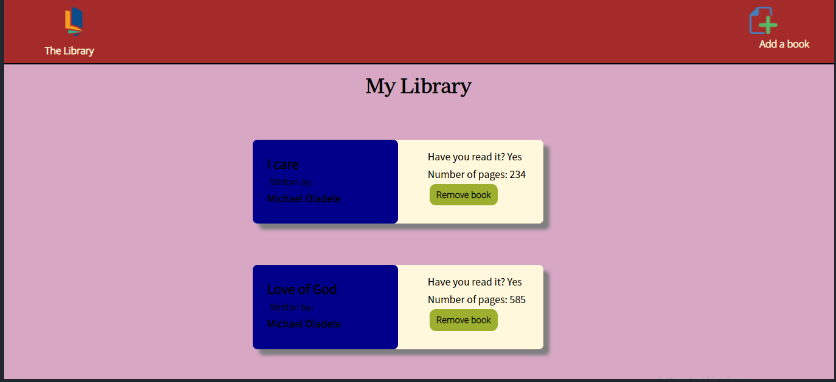 The Library
Add a book
My Library
I care
Written by:
Michael Oladele
Have you read it? Yes
Number of pages: 234
Remove book
Love of God
Written by:
Michael Oladele
Have you read it? Yes
Number of pages: 585
Remove book